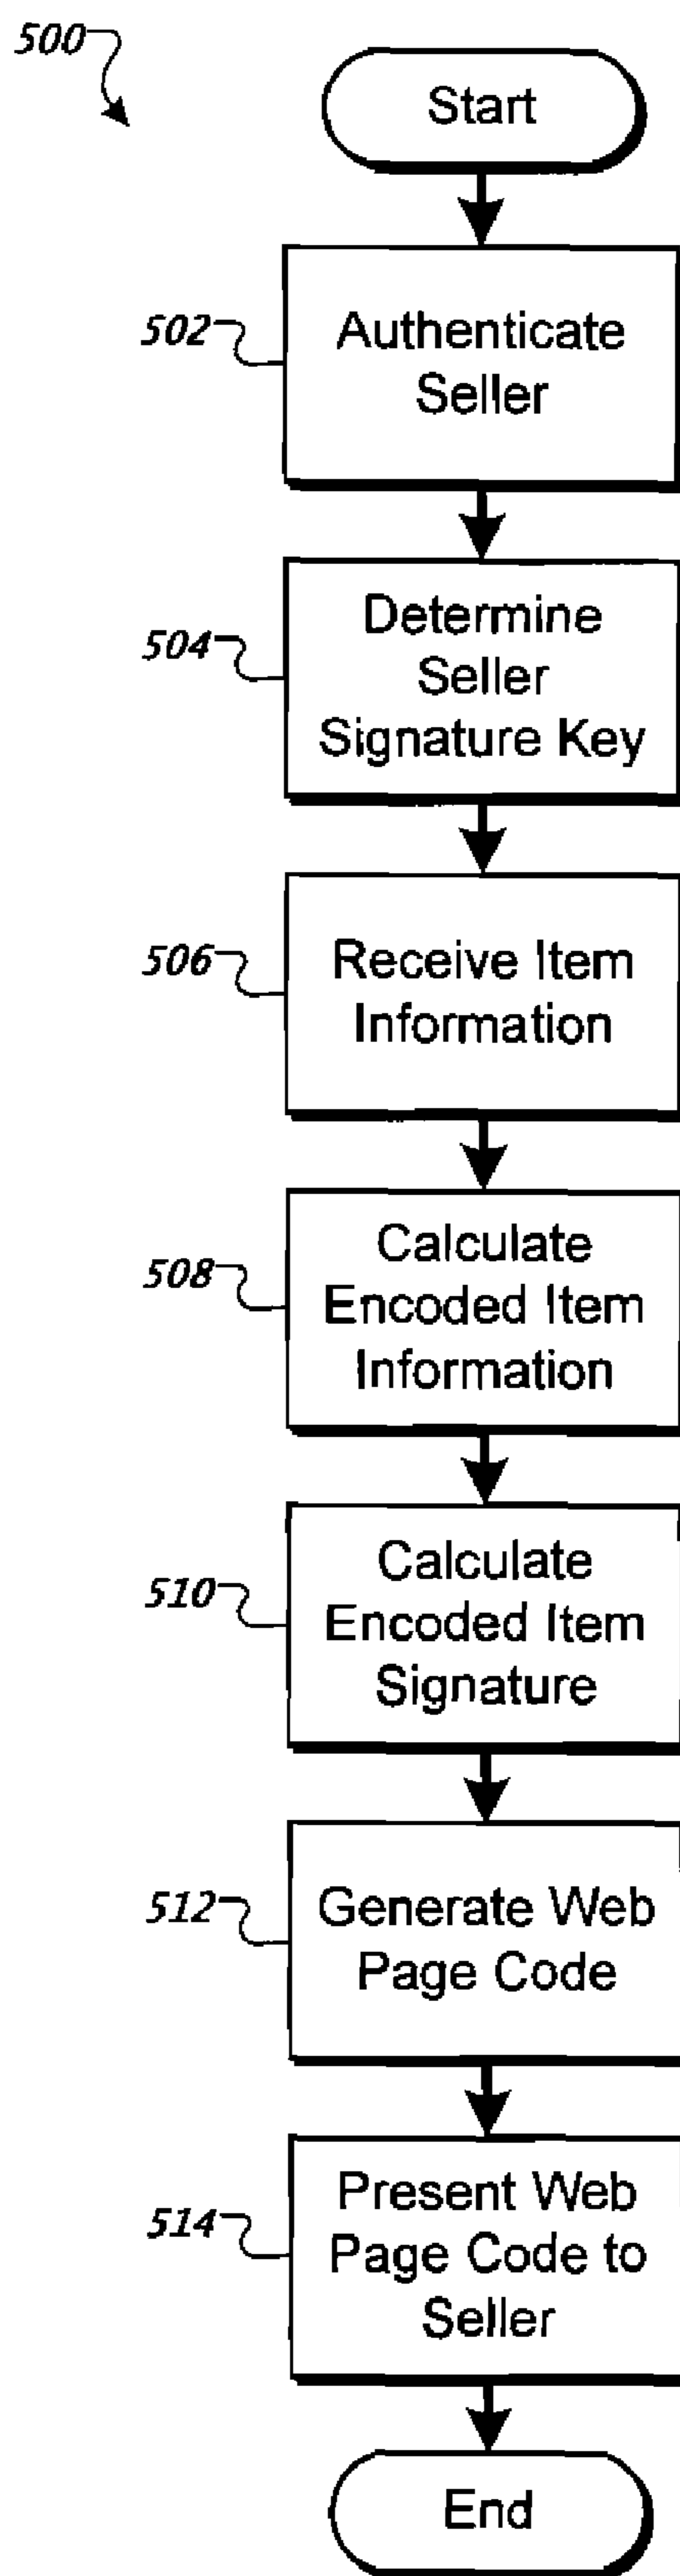 500
Start
502
Authenticate
Seller
504
Determine
Seller
Signature Key
506
Receive Item
Information
508
Calculate
Encoded Item
Information
510
Calculate
Encoded Item
Signature
512
Generate Web
Page Code
514
Present Web
Page Code to
Seller
End